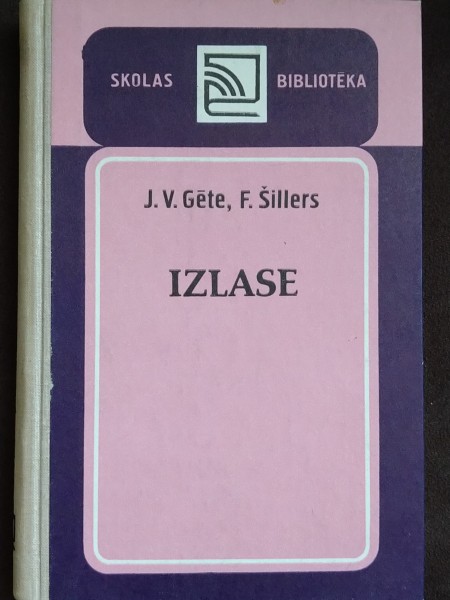 SKOLAS BIBLIOTĒKA
J. V. Gēte, F. Šillers
IZLASE